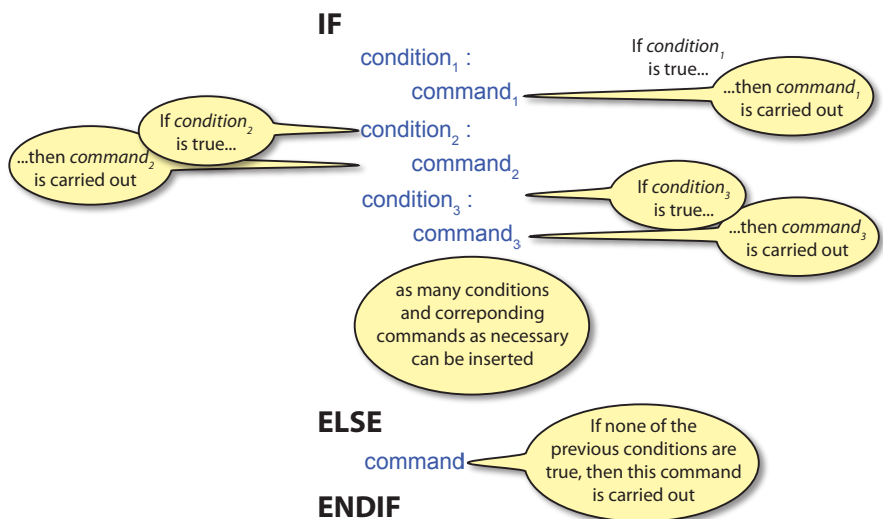 IF
condition₁ :
If condition₁
is true...
command₁
...then command₁
is carried out
If condition₂
is true...
condition₂ :
...then command₂
is carried out
command₂
condition₃ :
If condition₃
is true...
command₃
...then command₃
is carried out
as many conditions
and correponding
commands as necessary
can be inserted
ELSE
command
If none of the
previous conditions are
true, then this command
is carried out
ENDIF